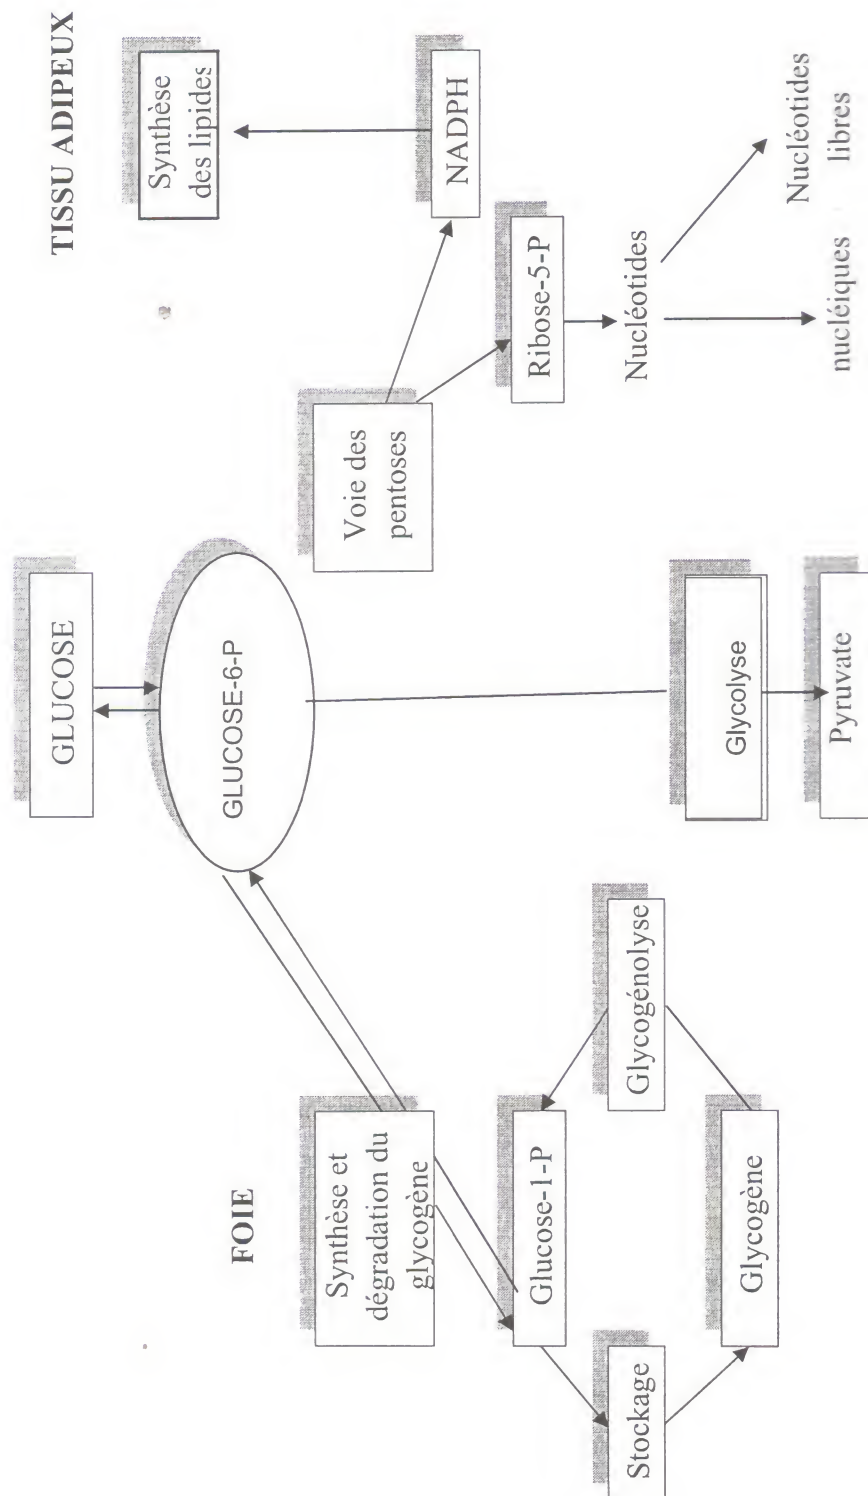 GLUCOSE
GLUCOSE-6-P
FOIE
TISSU ADIPEUX
Synthèse et
dégradation du
glycogène
Voie des
pentoses
Synthèse
des lipides
NADPH
Glucose-1-P
Ribose-5-P
Stockage
Glycogénolyse
Nucléotides
Glycogène
Glycolyse
Pyruvate
nucléiques
Nucléotides
libres